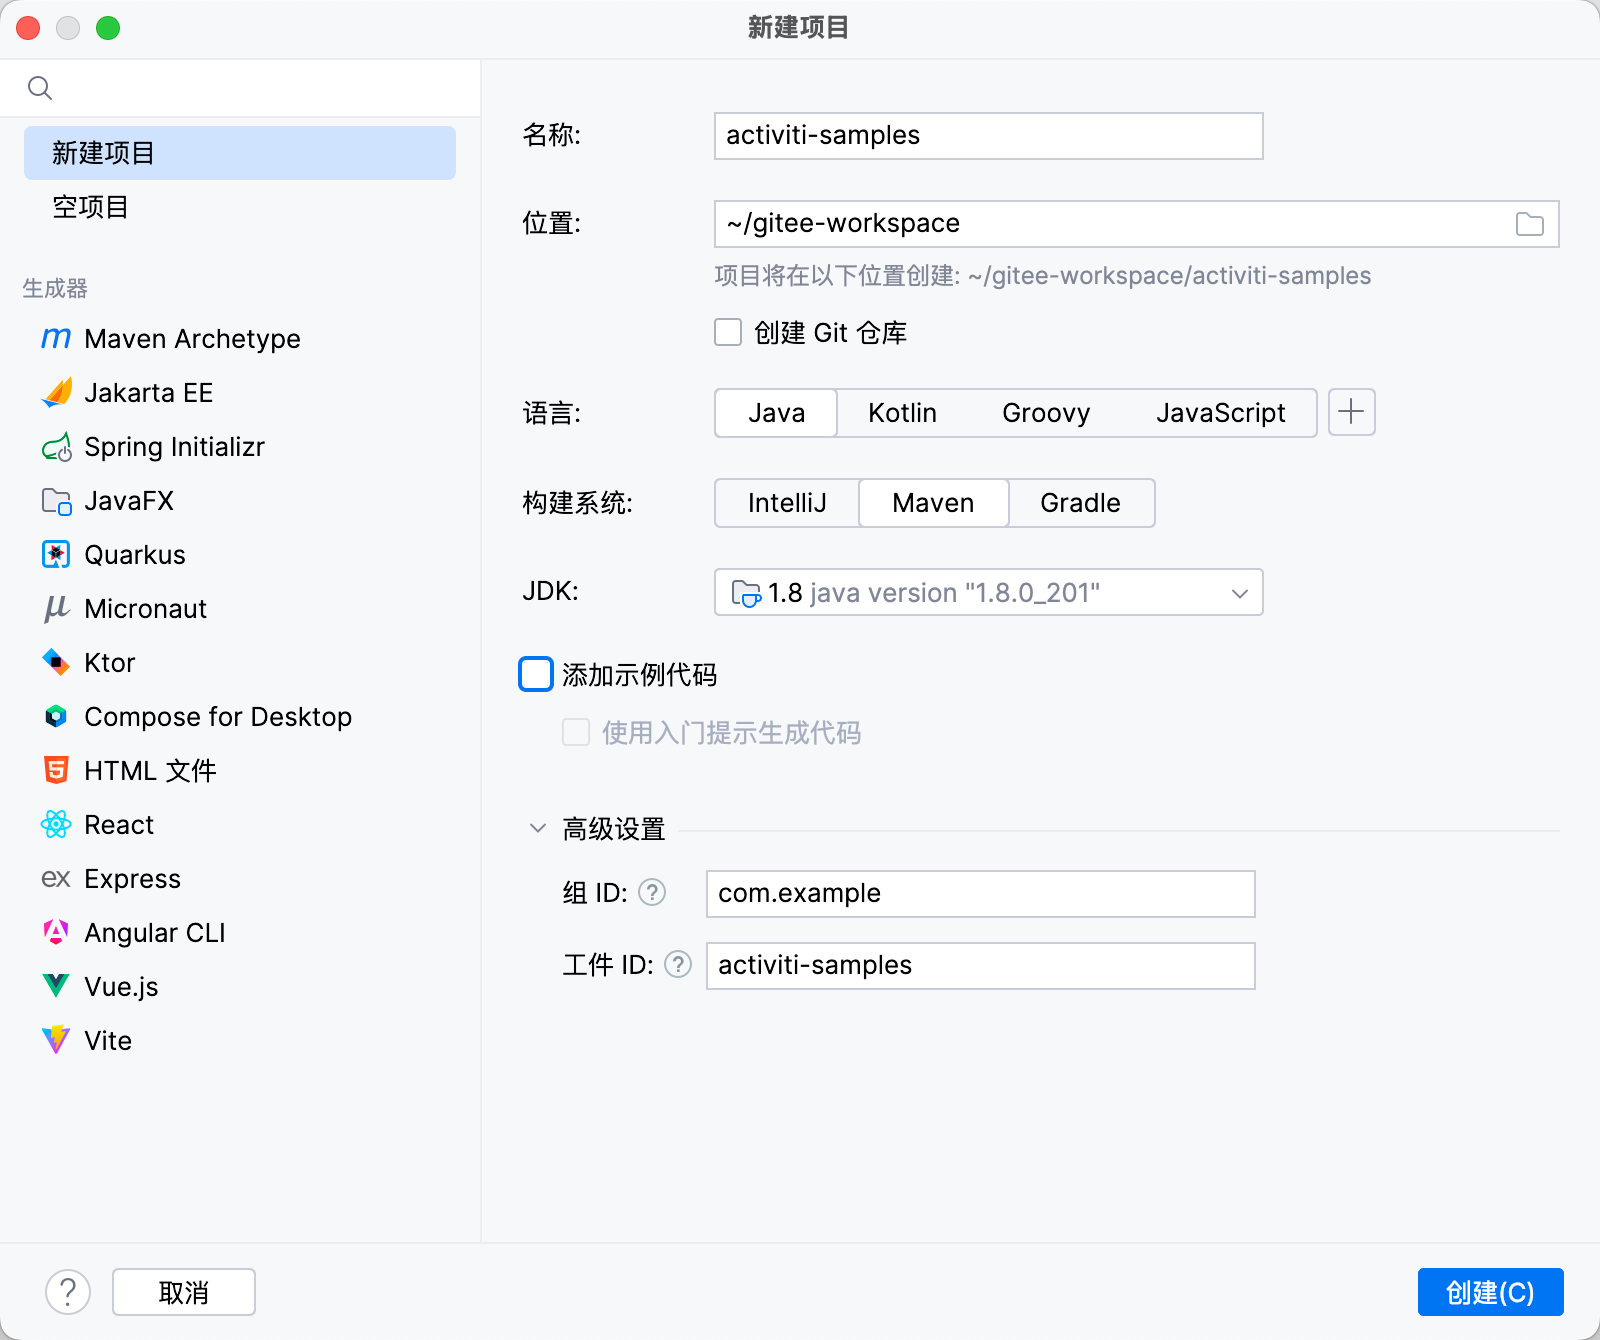 新建项目
新建项目
空项目
生成器
Maven Archetype
Jakarta EE
Spring Initializr
JavaFX
Quarkus
μ Micronaut
Ktor
Compose for Desktop
HTML 文件
React
ex Express
Angular CLI
Vue.js
Vite
名称: activiti-samples
位置: ~/gitee-workspace
项目将在以下位置创建: ~/gitee-workspace/activiti-samples
创建 Git 仓库
语言: Java Kotlin Groovy JavaScript +
构建系统: IntelliJ Maven Gradle
JDK: 1.8 java version "1.8.0_201"
添加示例代码
使用入门提示生成代码
高级设置
组 ID: ? com.example
工件 ID: ? activiti-samples
? 取消 创建(C)